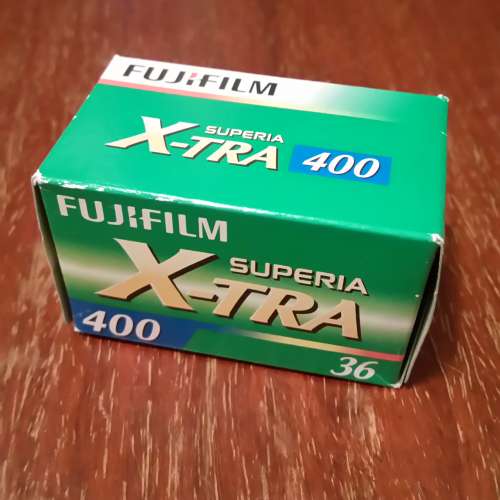 FUJIFILM
SUPERIA
X-TRA 400
FUJIFILM
SUPERIA
X-TRA
400
36